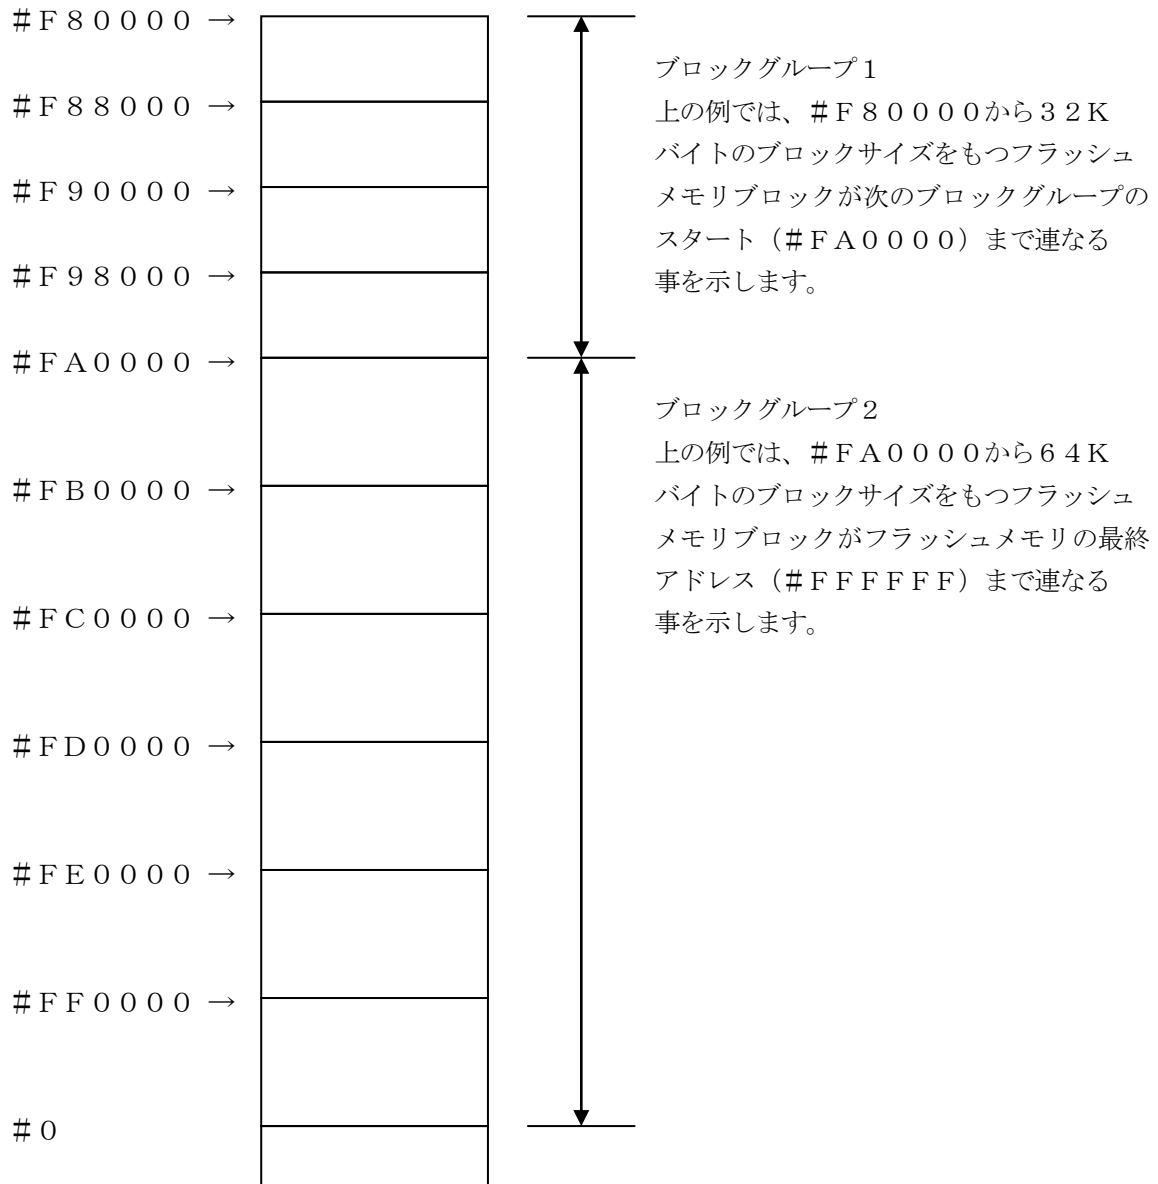 #F80000 →
#F88000 →
#F90000 →
#F98000 →
#FA0000 →
#FB0000 →
#FC0000 →
#FD0000 →
#FE0000 →
#FF0000 →
#0
ブロックグループ1
上の例では、#F80000から32K
バイトのブロックサイズをもつフラッシュ
メモリブロックが次のブロックグループの
スタート(#FA0000)まで連なる
事を示します。
ブロックグループ2
上の例では、#FA0000から64K
バイトのブロックサイズをもつフラッシュ
メモリブロックがフラッシュメモリの最終
アドレス(#FFFFFF)まで連なる
事を示します。